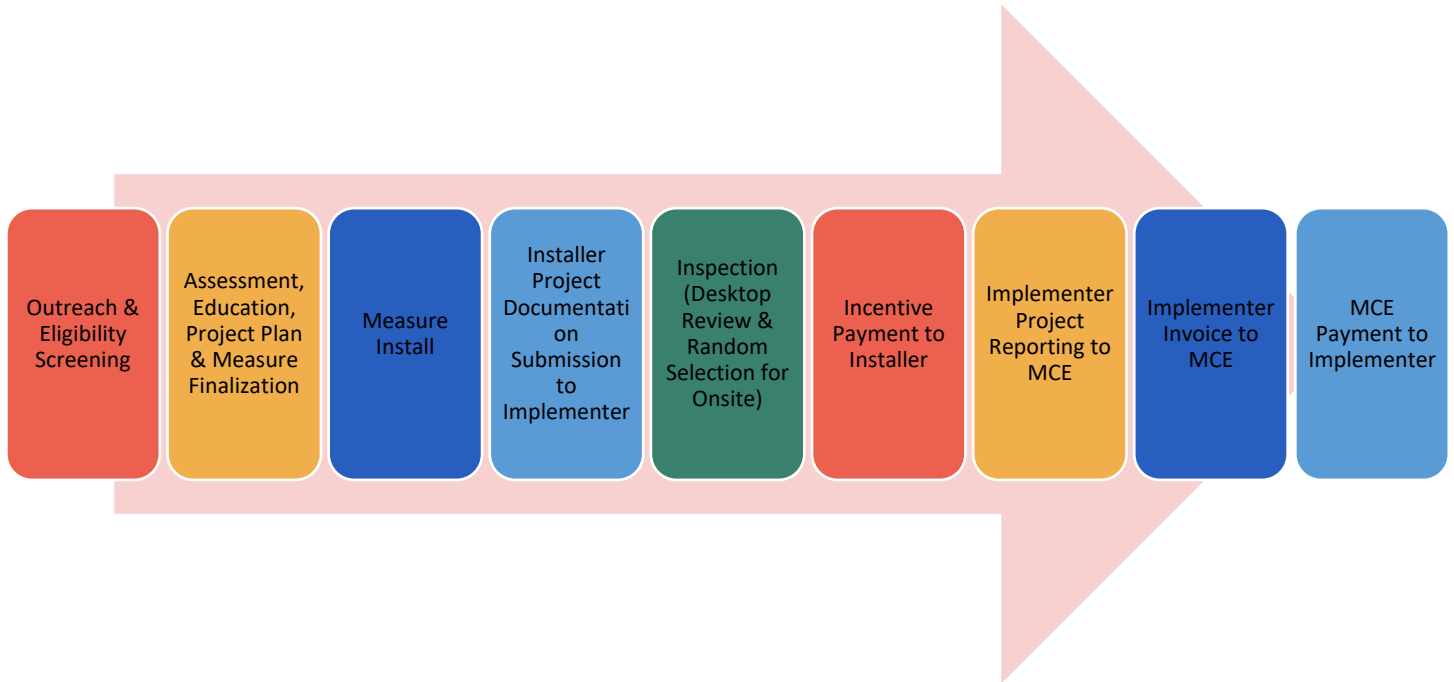 Outreach &
Eligibility
Screening
Assessment,
Education,
Project Plan
& Measure
Finalization
Measure
Install
Installer
Project
Documentati
on
Submission
to
Implementer
Inspection
(Desktop
Review &
Random
Selection for
Onsite)
Incentive
Payment to
Installer
Implementer
Project
Reporting to
MCE
Implementer
Invoice to
MCE
MCE
Payment to
Implementer